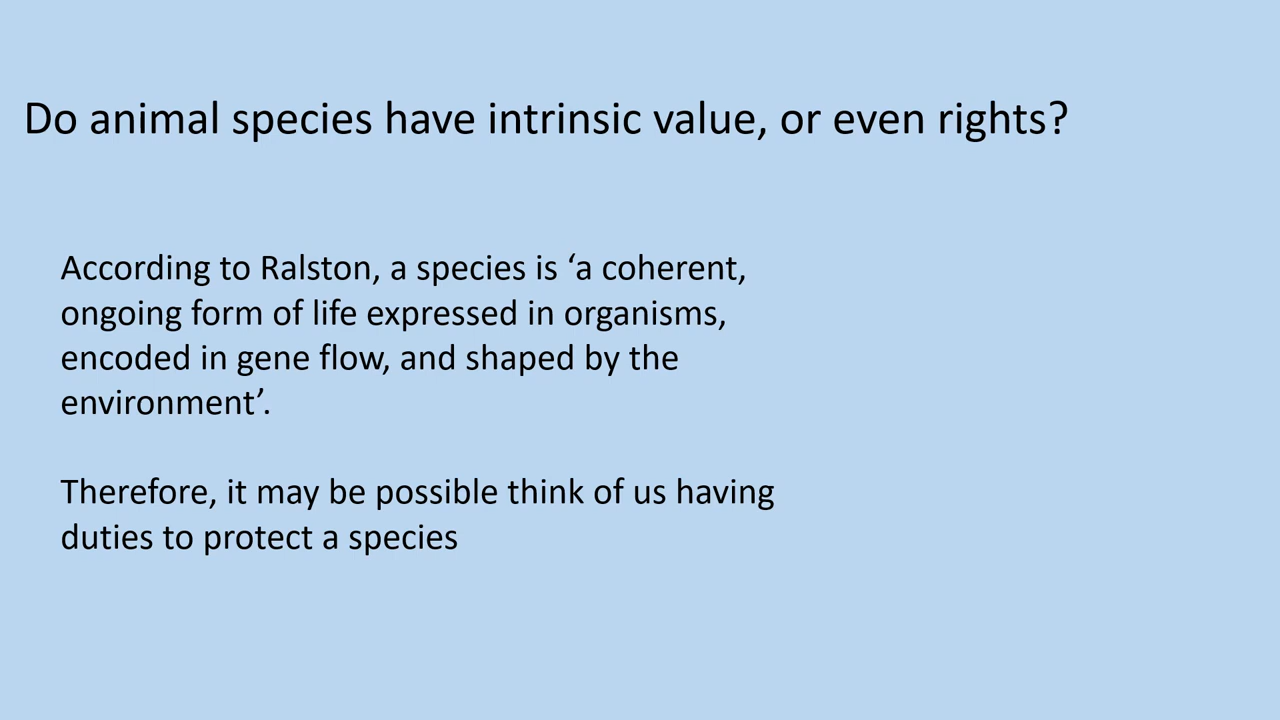 Do animal species have intrinsic value, or even rights?
According to Ralston, a species is ‘a coherent,
ongoing form of life expressed in organisms,
encoded in gene flow, and shaped by the
environment’.
Therefore, it may be possible think of us having
duties to protect a species